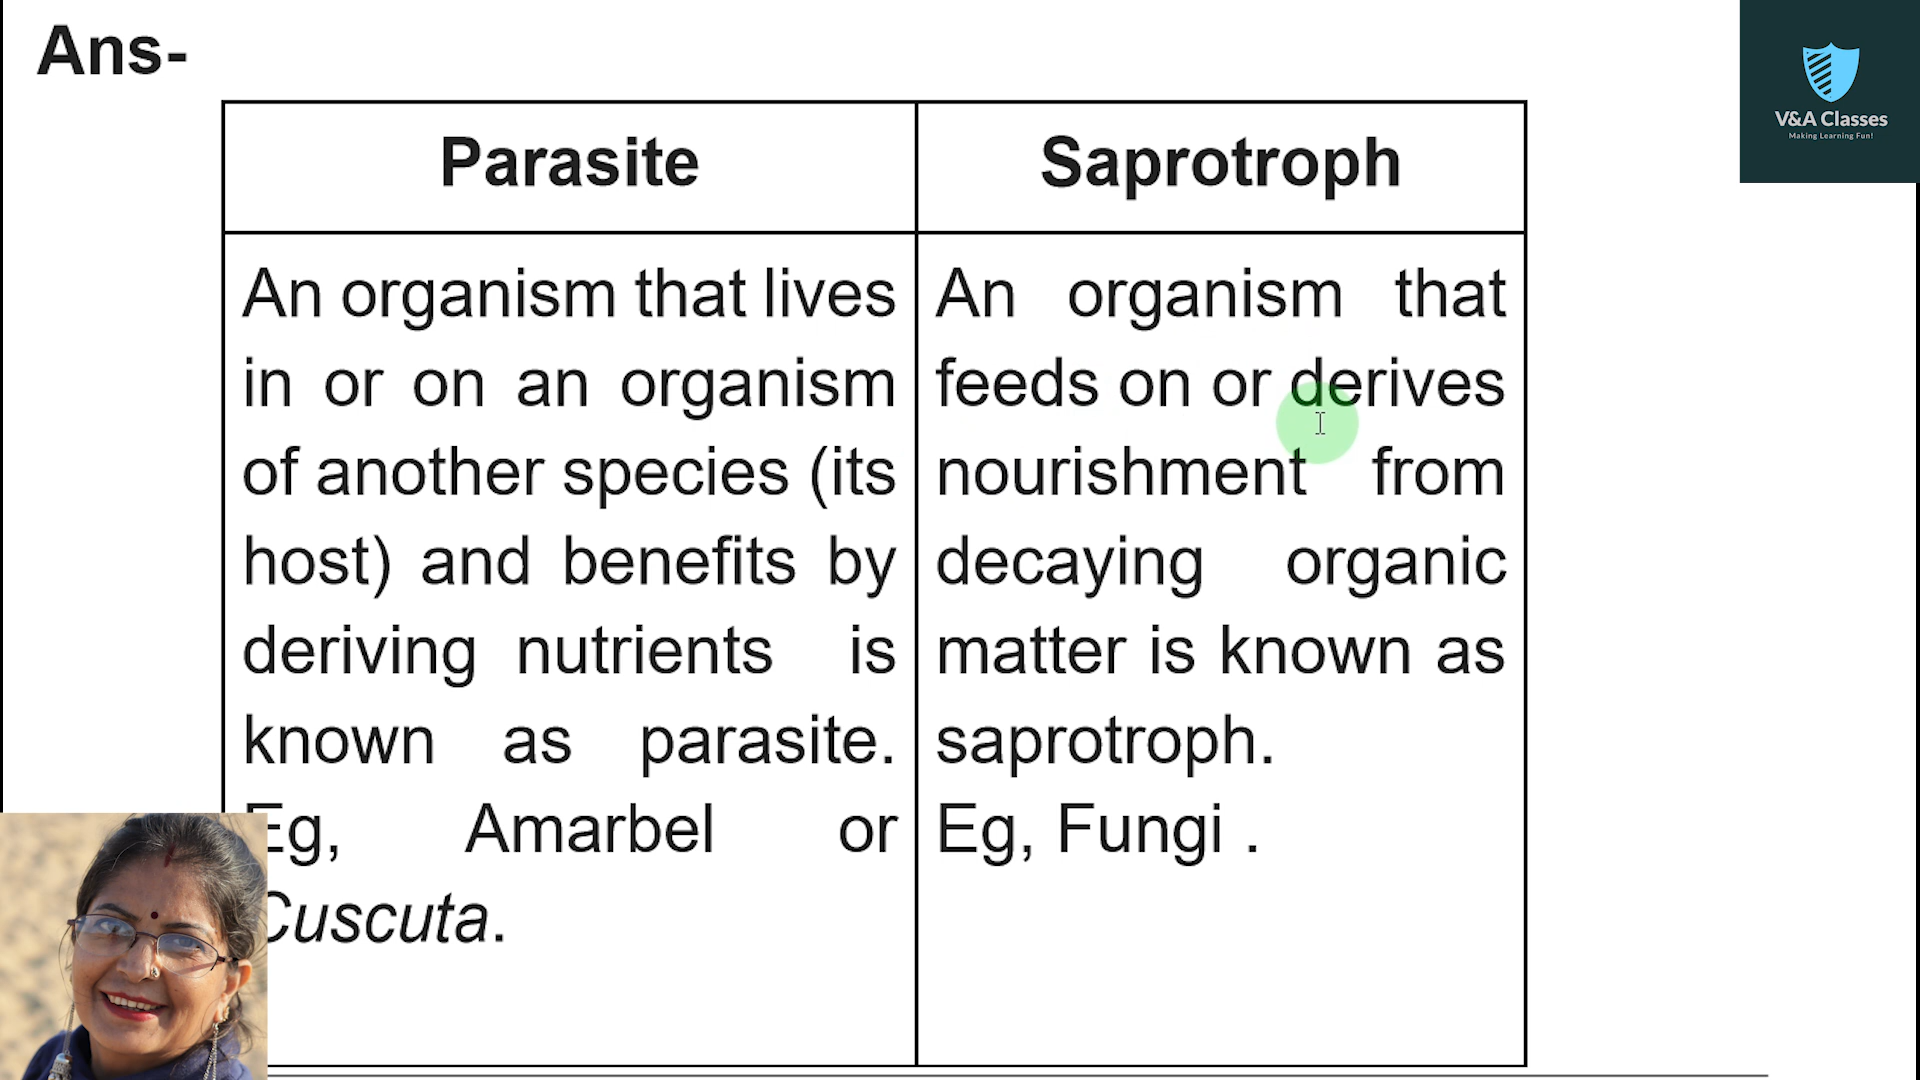 Ans-
V&A Classes
Making Learning Fun!
Parasite
Saprotroph
An organism that lives
in or on an organism
of another species (its
host) and benefits by
deriving nutrients is
known as parasite.
Eg, Amarbel or
Cuscuta.
An organism that
feeds on or derives
nourishment from
decaying organic
matter is known as
saprotroph.
Eg, Fungi .